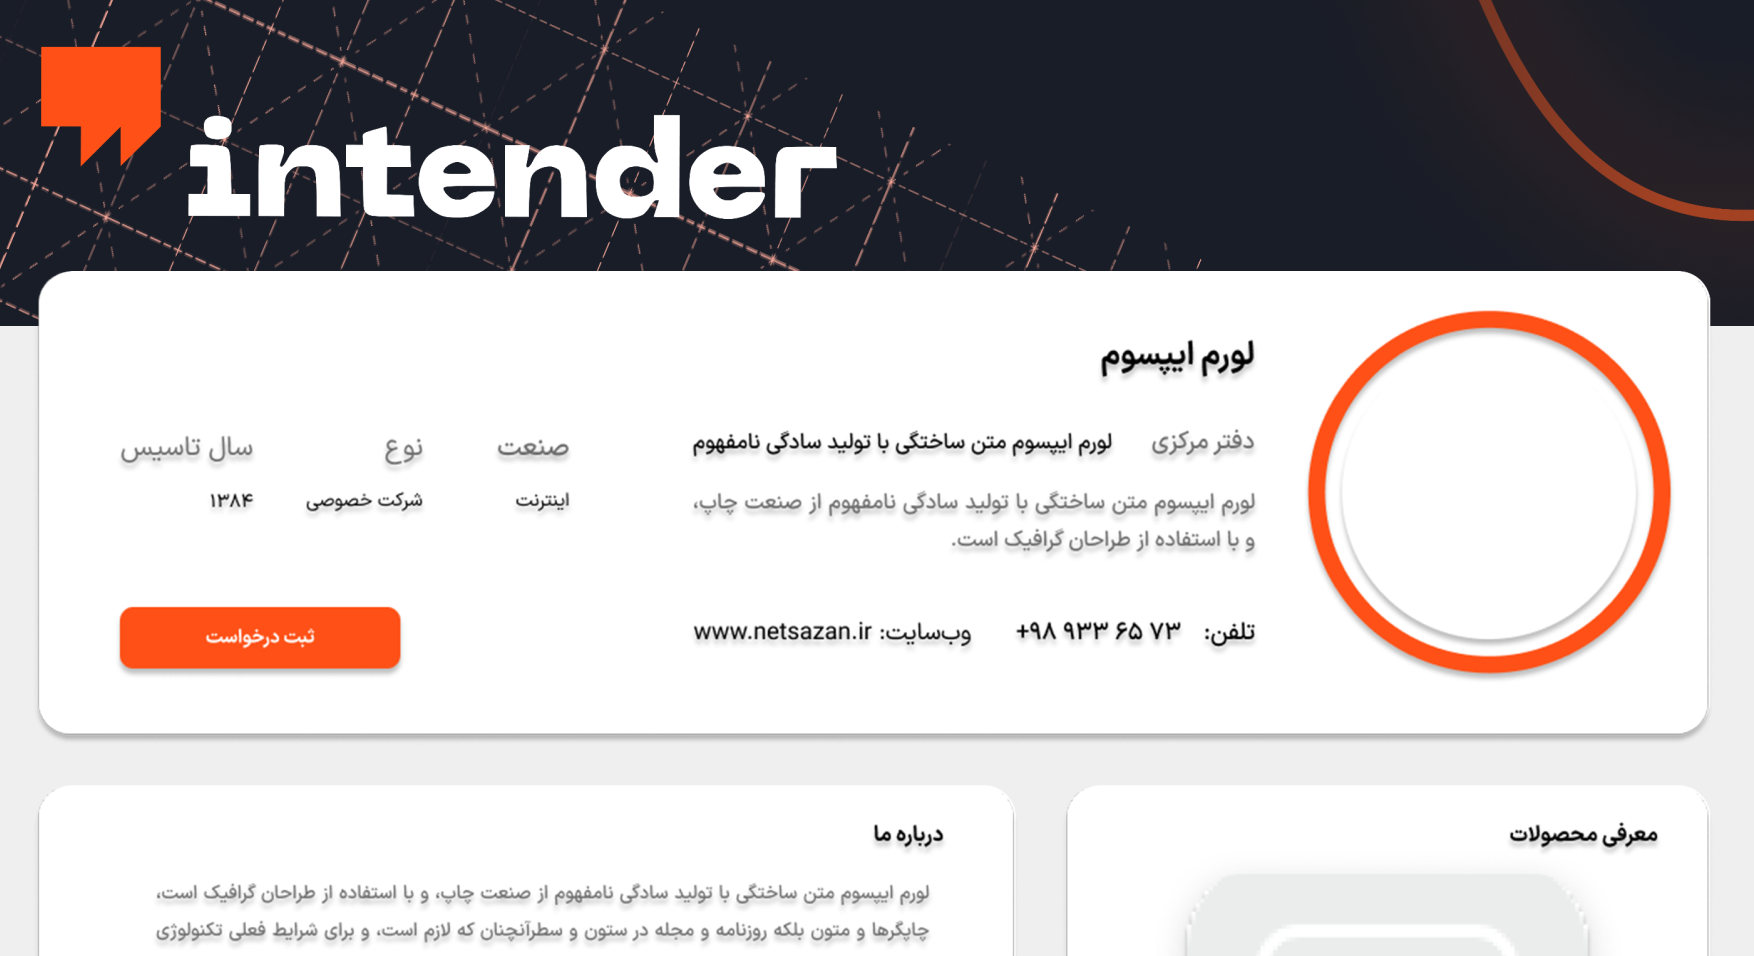 intender
لورم ایپسوم
دفتر مرکزی لورم ایپسوم متن ساختگی با تولید سادگی نامفهوم
لورم ایپسوم متن ساختگی با تولید سادگی نامفهوم از صنعت چاپ،
و با استفاده از طراحان گرافیک است.
تلفن: ۷۳ ۶۵ ۹۳۳ ۹۸+ وب‌سایت: www.netsazan.ir
صنعت نوع سال تاسیس
اینترنت شرکت خصوصی ۱۳۸۴
ثبت درخواست
معرفی محصولات
درباره ما
لورم ایپسوم متن ساختگی با تولید سادگی نامفهوم از صنعت چاپ، و با استفاده از طراحان گرافیک است،
چاپگرها و متون بلکه روزنامه و مجله در ستون و سطرآنچنان که لازم است، و برای شرایط فعلی تکنولوژی